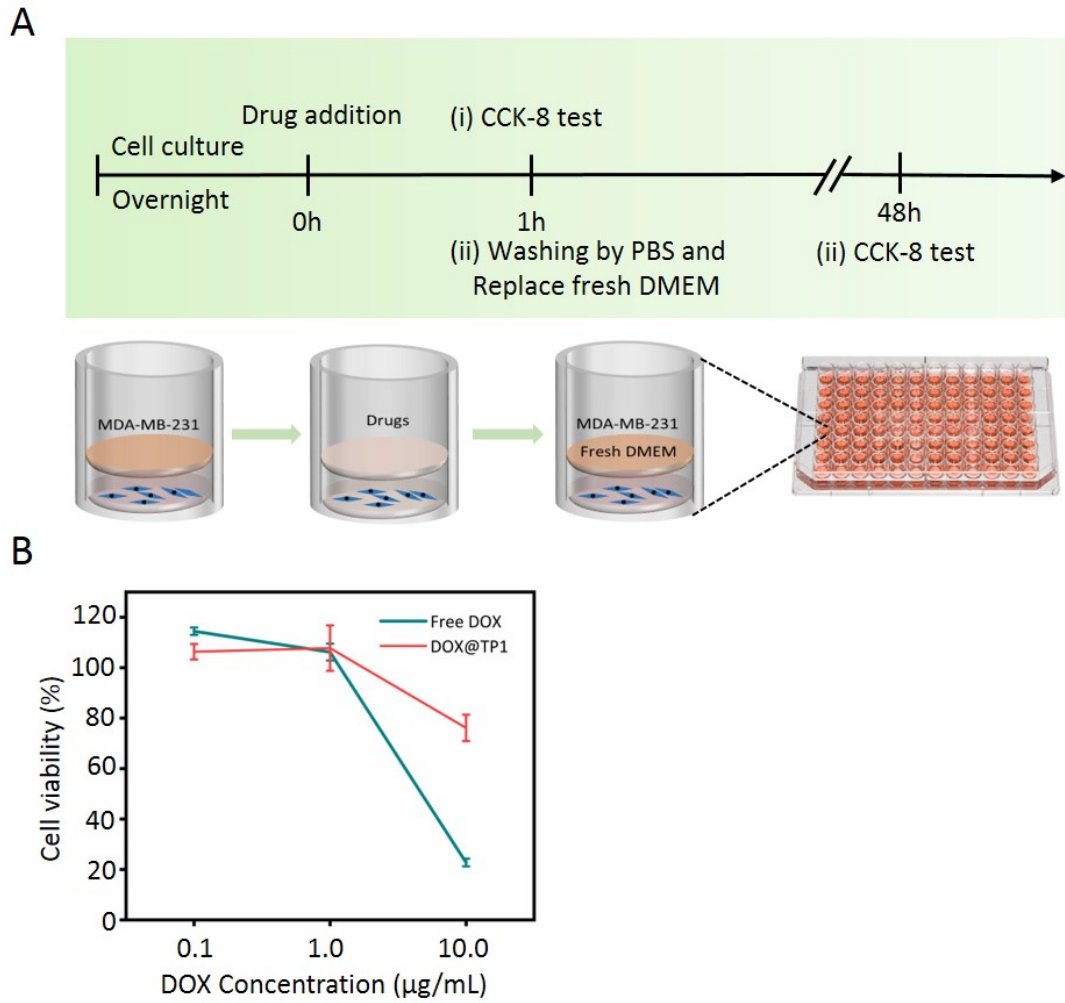 A
Drug addition
(i) CCK-8 test
Cell culture
Overnight
0h
1h
48h
(ii) Washing by PBS and
Replace fresh DMEM
(ii) CCK-8 test
MDA-MB-231
Drugs
MDA-MB-231
Fresh DMEM
B
Free DOX
DOX@TP1
120
100
80
60
40
20
0
Cell viability (%)
0.1
1.0
10.0
DOX Concentration (μg/mL)